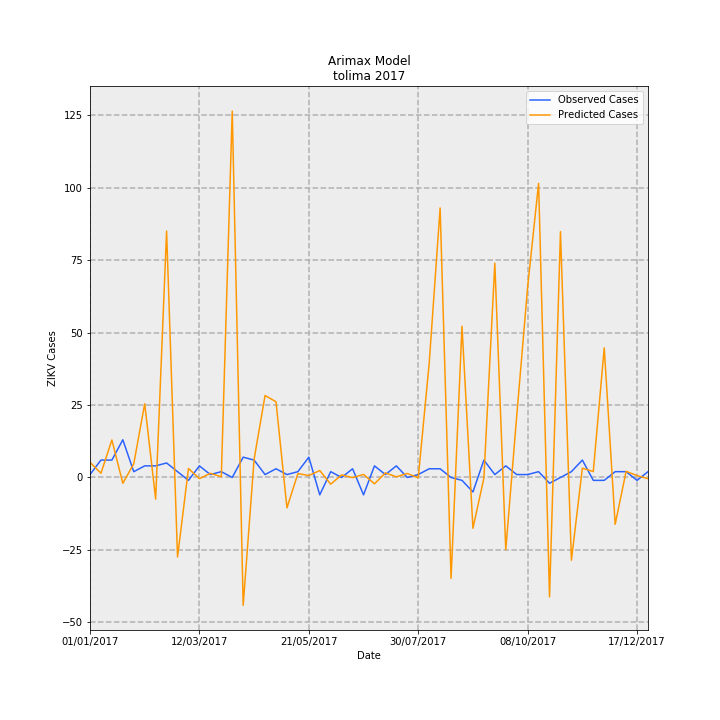 Arimax Model
tolima 2017
Observed Cases
Predicted Cases
125
100
75
50
25
0
−25
−50
ZIKV Cases
01/01/2017
12/03/2017
21/05/2017
30/07/2017
08/10/2017
17/12/2017
Date